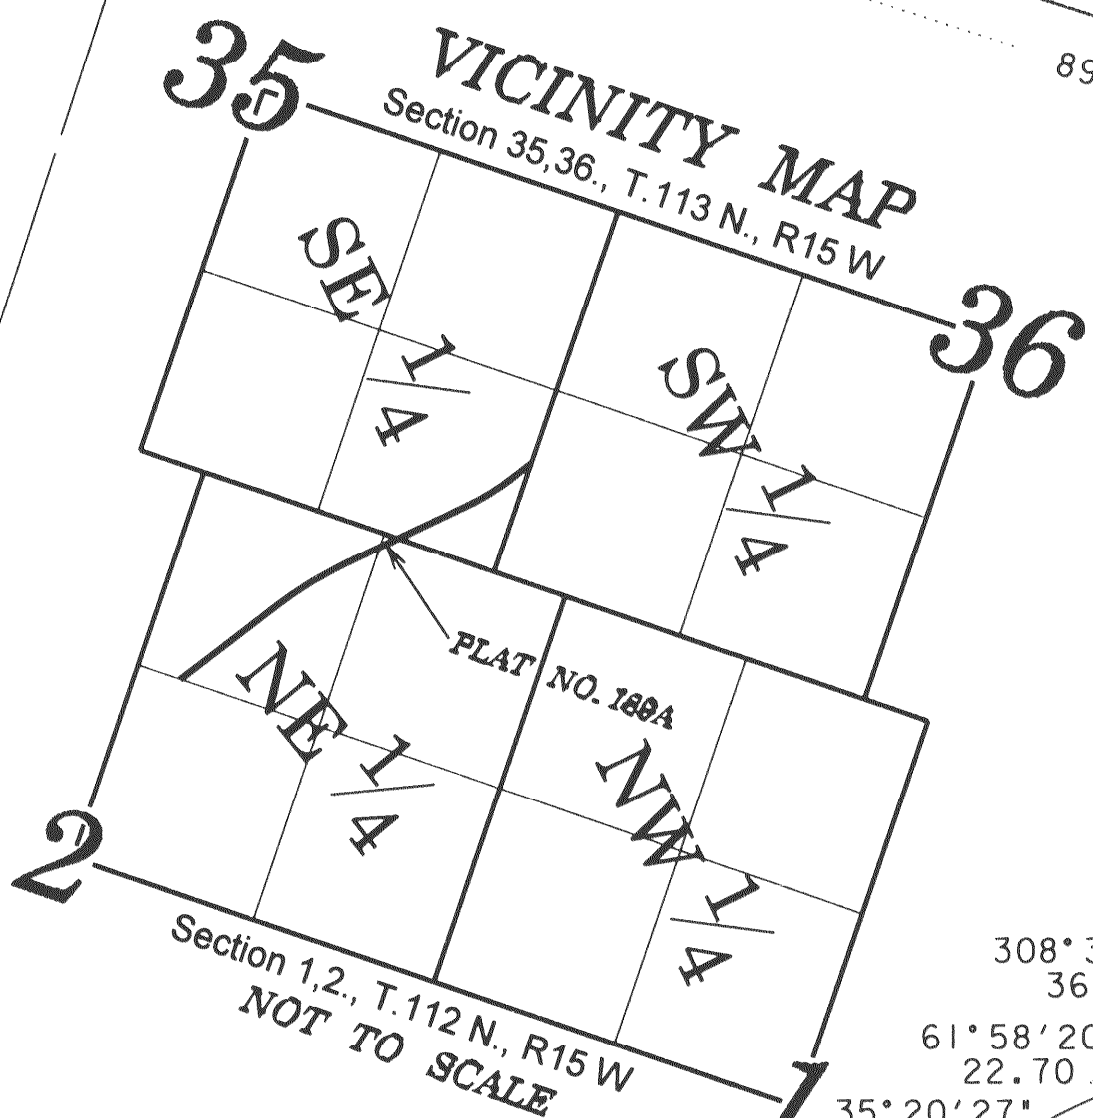 VICINITY MAP
Section 35,36., T.113 N., R15 W
35
36
SE 1/4
SW 1/4
PLAT NO.
NE 1/4
NW 1/4
2
1
Section 1,2., T.112 N., R15 W
NOT TO SCALE
89
308°3
36
61°58'20
22.70
35°20'27"